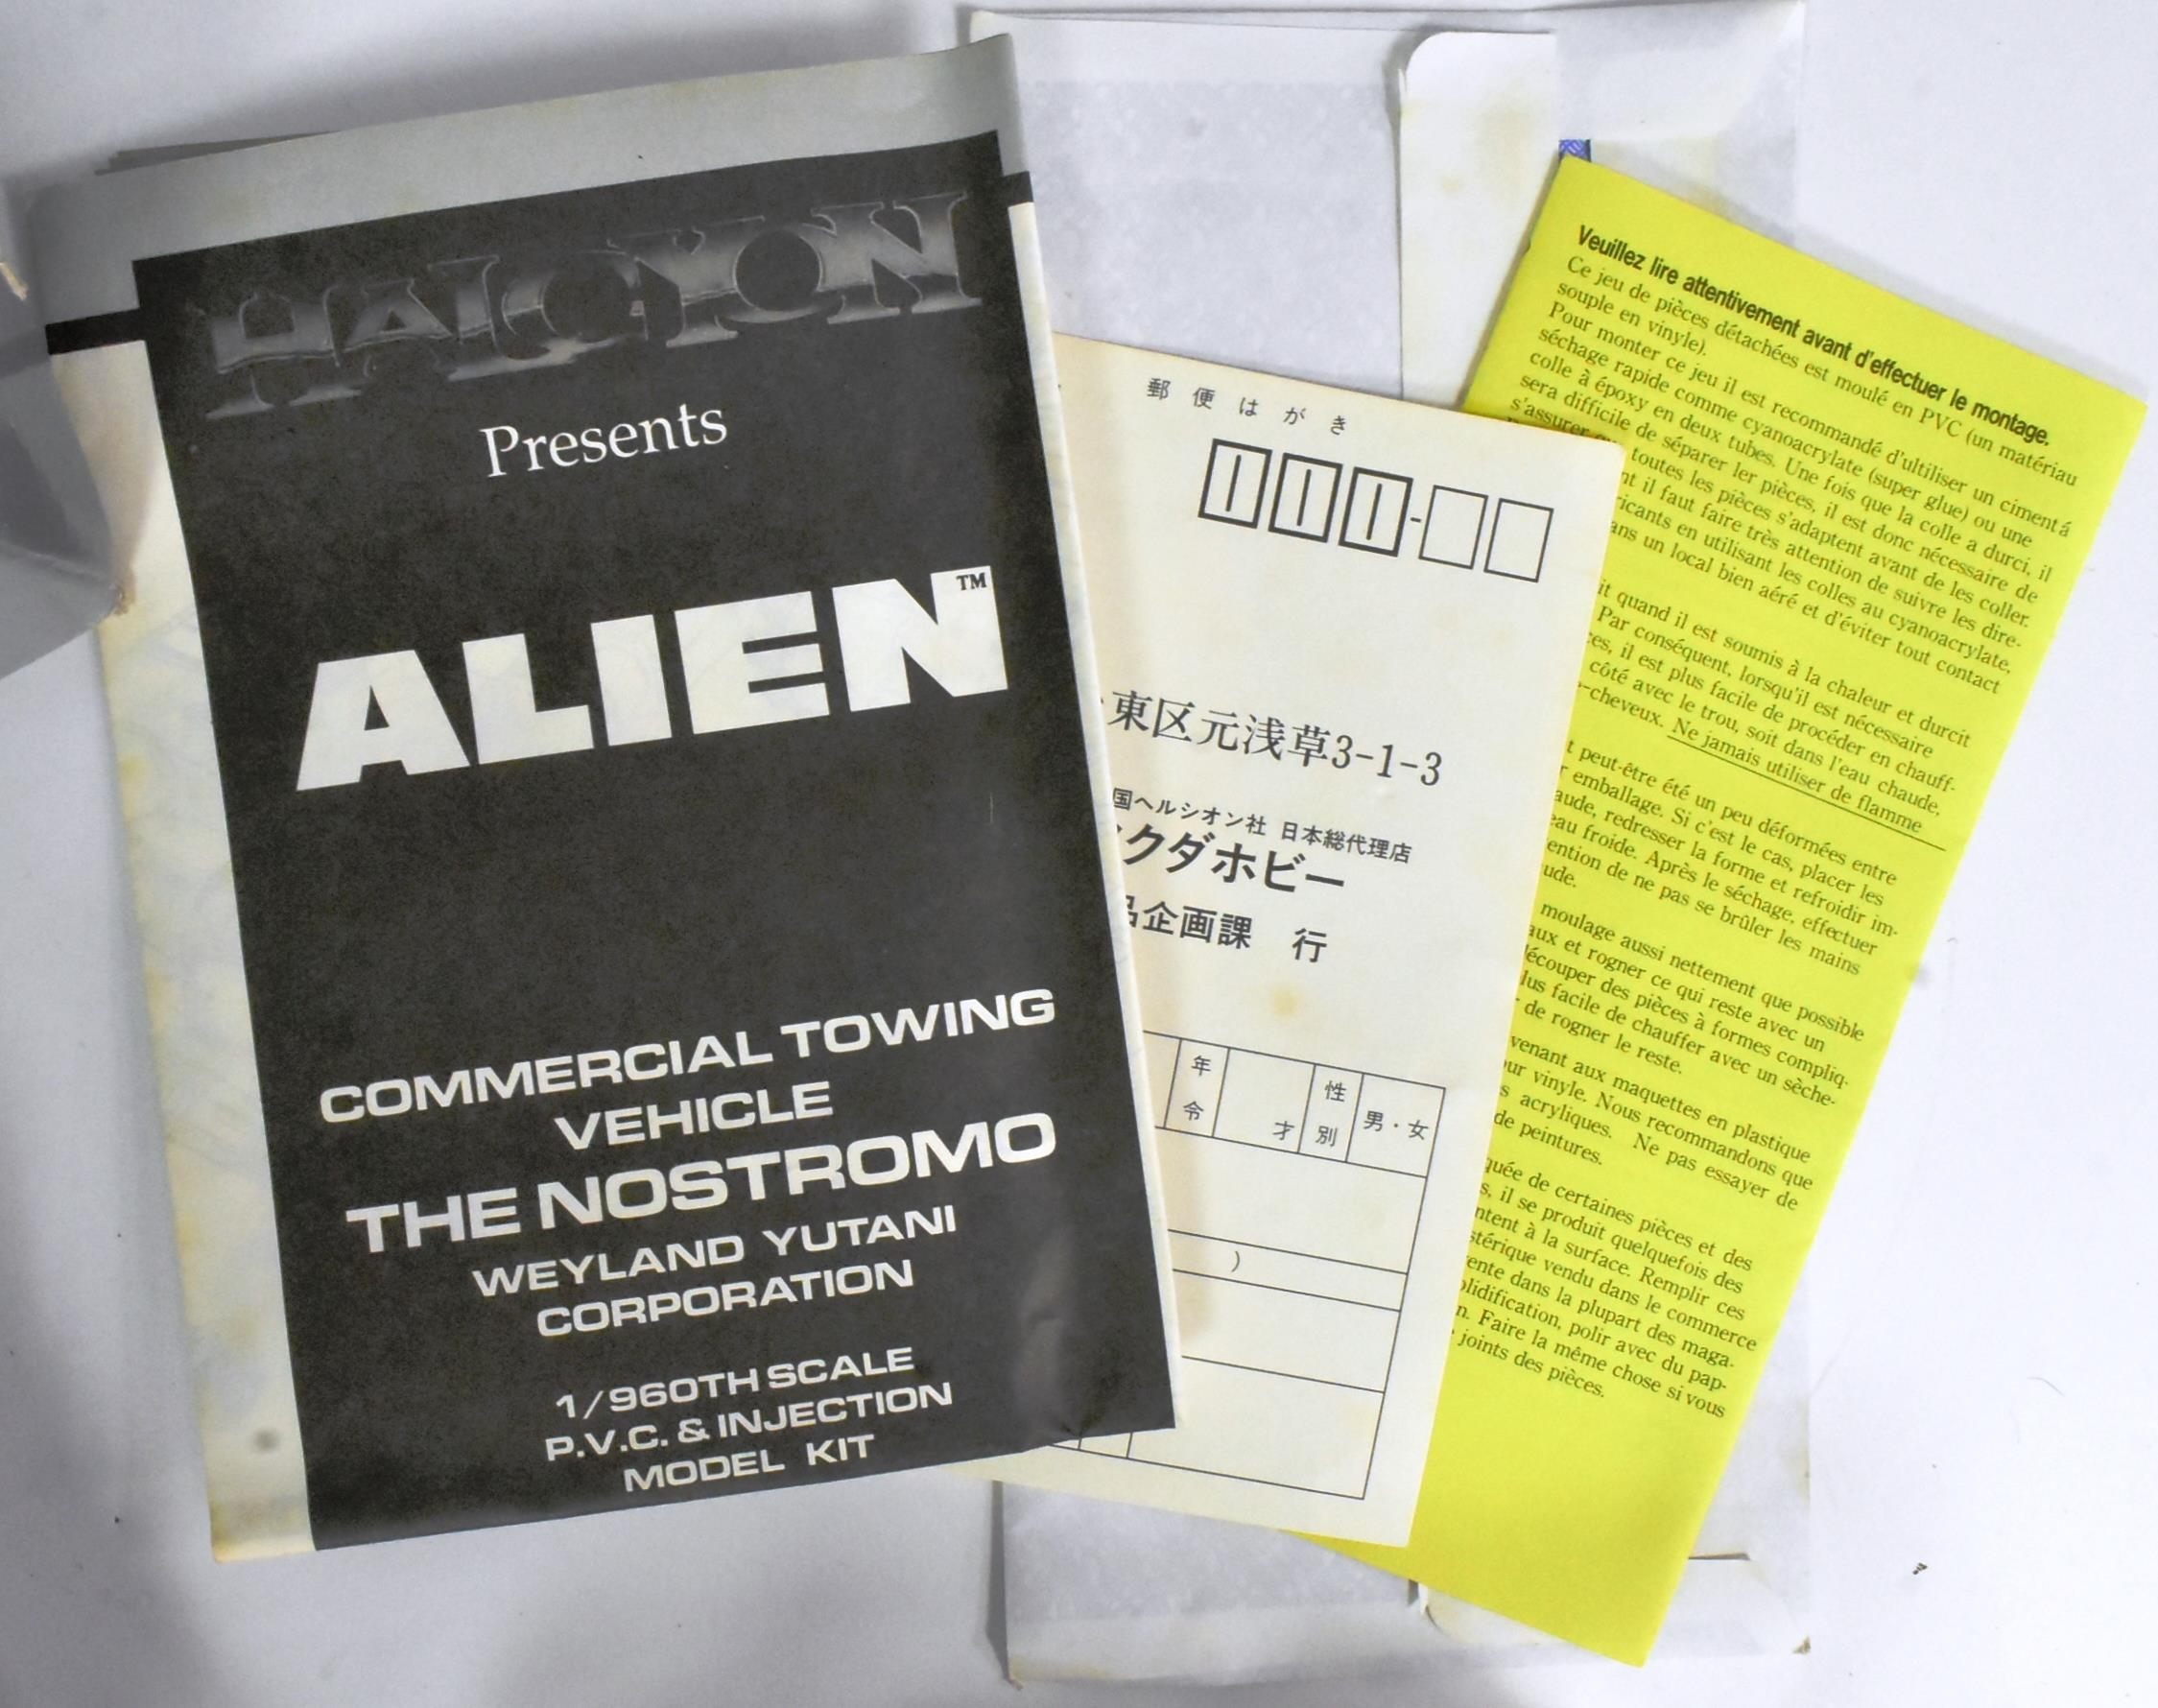 HALCYON
Presents
ALIEN™
COMMERCIAL TOWING
VEHICLE
THE NOSTROMO
WEYLAND YUTANI
CORPORATION
1/960TH SCALE
P.V.C. & INJECTION
MODEL KIT
郵便はがき
111-
東区元浅草3-1-3
国ヘルシオン社 日本総代理店
クダホビー
企画課 行
年令
才
性別
男・女
)
Veuillez lire attentivement avant d'effectuer le montage.
Ce jeu de pièces détachées est moulé en PVC (un matériau
souple en vinyle).
Pour monter ce jeu il est recommandé d'ultiliser un ciment á
séchage rapide comme cyanoacrylate (super glue) ou une
colle à époxy en deux tubes. Une fois que la colle a durci, il
sera difficile de séparer ler pièces, il est donc nécessaire de
s'assurer toutes les pièces s'adaptent avant de les coller.
il faut faire très attention de suivre les dire-
en utilisant les colles au cyanoacrylate,
un local bien aéré et d'éviter tout contact
quand il est soumis à la chaleur et durcit
Par conséquent, lorsqu'il est nécessaire
il est plus facile de procéder en chauff-
côté avec le trou, soit dans l'eau chaude,
-cheveux. Ne jamais utiliser de flamme
peut-être été un peu déformées entre
emballage. Si c'est le cas, placer les
redresser la forme et refroidir im-
froide. Après le séchage, effectuer
de ne pas se brûler les mains
moulage aussi nettement que possible
et rogner ce qui reste avec un
des pièces à formes compliq-
facile de chauffer avec un sèche-
de rogner le reste.
aux maquettes en plastique
vinyle. Nous recommandons que
acryliques. Ne pas essayer de
de peintures.
de certaines pièces et des
il se produit quelquefois des
à la surface. Remplir ces
vendu dans le commerce
dans la plupart des maga-
polir avec du pap-
Faire la même chose si vous
joints des pièces.